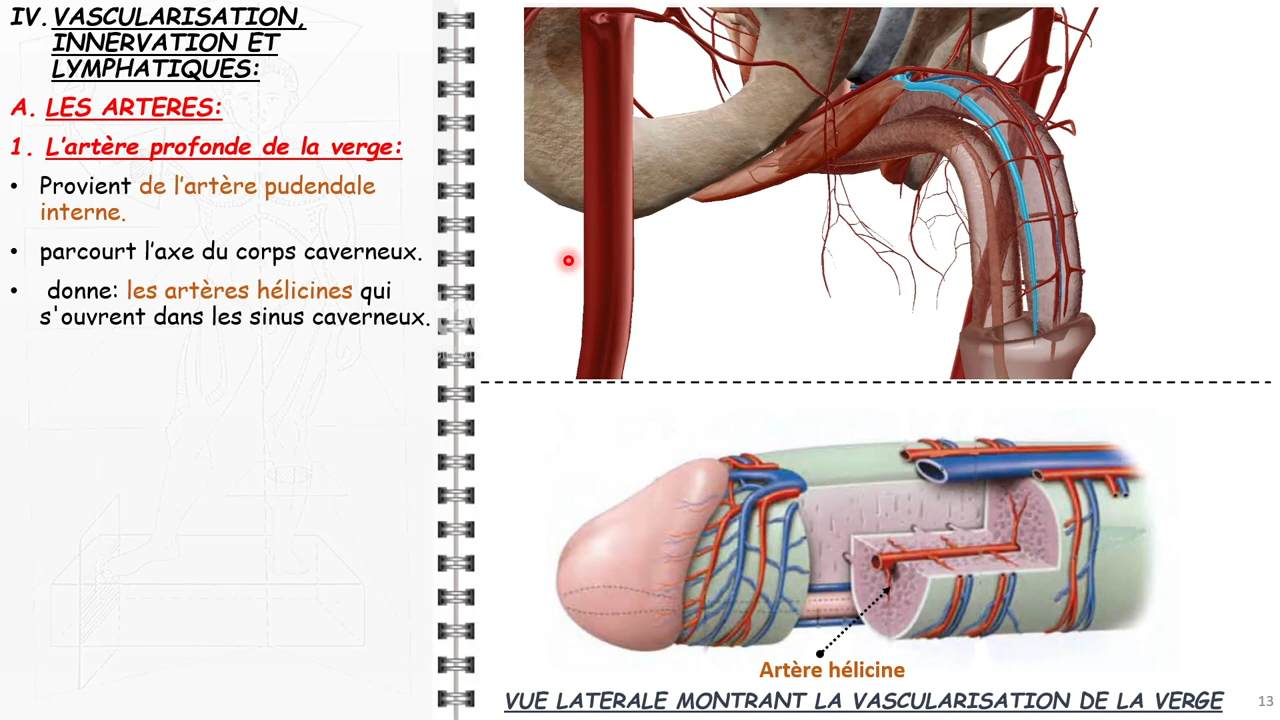 IV. VASCULARISATION,
INNERVATION ET
LYMPHATIQUES:
A. LES ARTERES:
1. L'artère profonde de la verge:
• Provient de l'artère pudendale
interne.
• parcourt l'axe du corps caverneux.
• donne: les artères hélicines qui
s'ouvrent dans les sinus caverneux.
Artère hélicine
VUE LATERALE MONTRANT LA VASCULARISATION DE LA VERGE
13